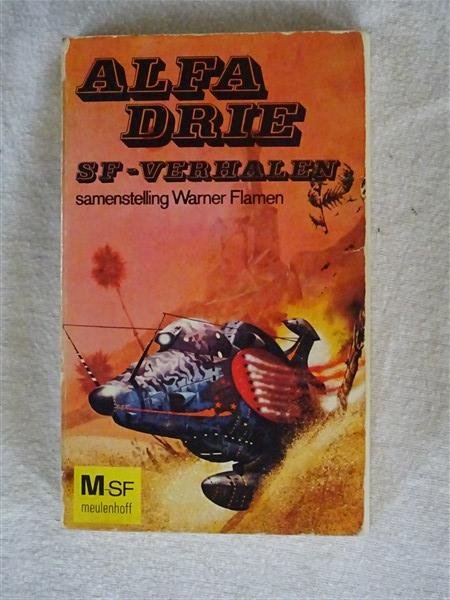 ALFA
DRIE
SF-VERHALEN
samenstelling Warner Flamen
M-SF
meulenhoff